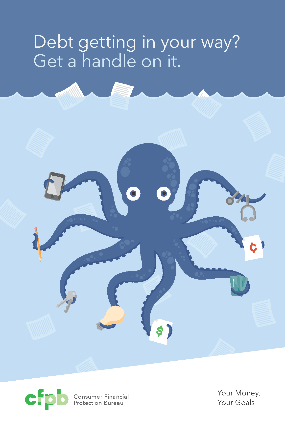 Debt getting in your way?
Get a handle on it.
¢
$
cfpb
Consumer Financial
Protection Bureau
Your Money,
Your Goals